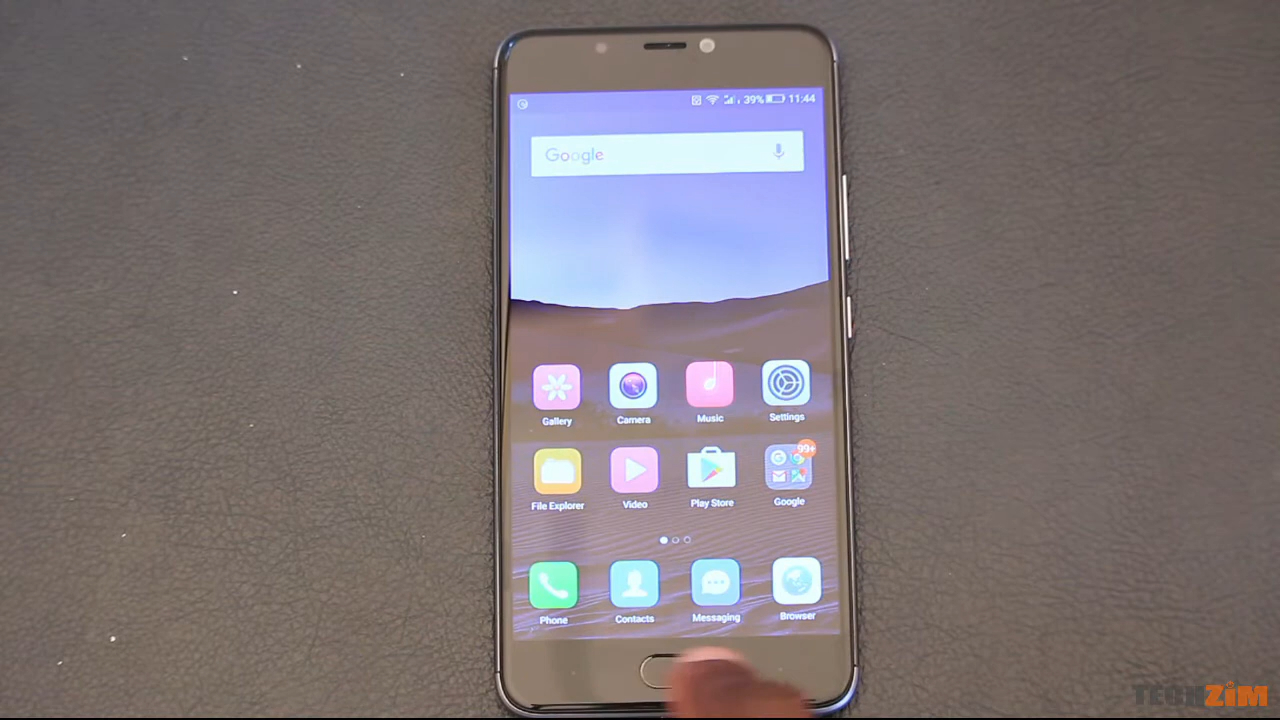 39% 11:44
Google
Gallery Camera Music Settings
99+
File Explorer Video Play Store Google
Phone Contacts Messaging Browser
TECHZiM